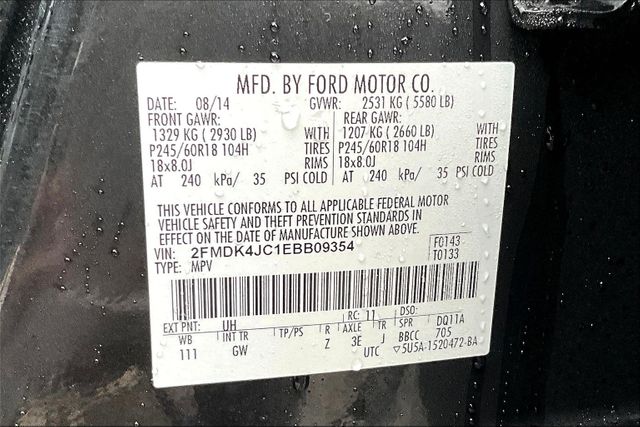 MFD. BY FORD MOTOR CO.
DATE: 08/14 GVWR: 2531 KG ( 5580 LB)
FRONT GAWR: REAR GAWR:
1329 KG ( 2930 LB) WITH 1207 KG ( 2660 LB) WITH
P245/60R18 104H TIRES P245/60R18 104H TIRES
18x8.0J RIMS 18x8.0J RIMS
AT 240 kPa/ 35 PSI COLD AT 240 kPa/ 35 PSI COLD
THIS VEHICLE CONFORMS TO ALL APPLICABLE FEDERAL MOTOR
VEHICLE SAFETY AND THEFT PREVENTION STANDARDS IN
EFFECT ON THE DATE OF MANUFACTURE SHOWN ABOVE.
VIN: 2FMDK4JC1EBB09354 F0143
TYPE: MPV T0133
EXT PNT: UH RC: 11 DSO:
WB INT TR TP/PS R AXLE TR SPR DQ11A
111 GW Z 3E J BBCC 705
UTC ▽5U5A-1520472-BA